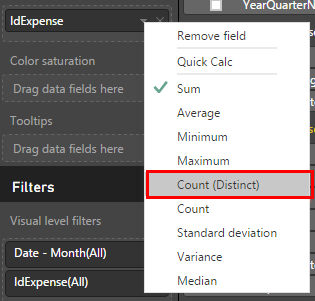 YearQuarterN
IdExpense
Remove field
Quick Calc
Color saturation
Sum
Drag data fields here
Average
Minimum
Tooltips
Maximum
Drag data fields here
Count (Distinct)
Filters
Count
Visual level filters
Standard deviation
Date - Month(All)
Variance
IdExpense(All)
Median